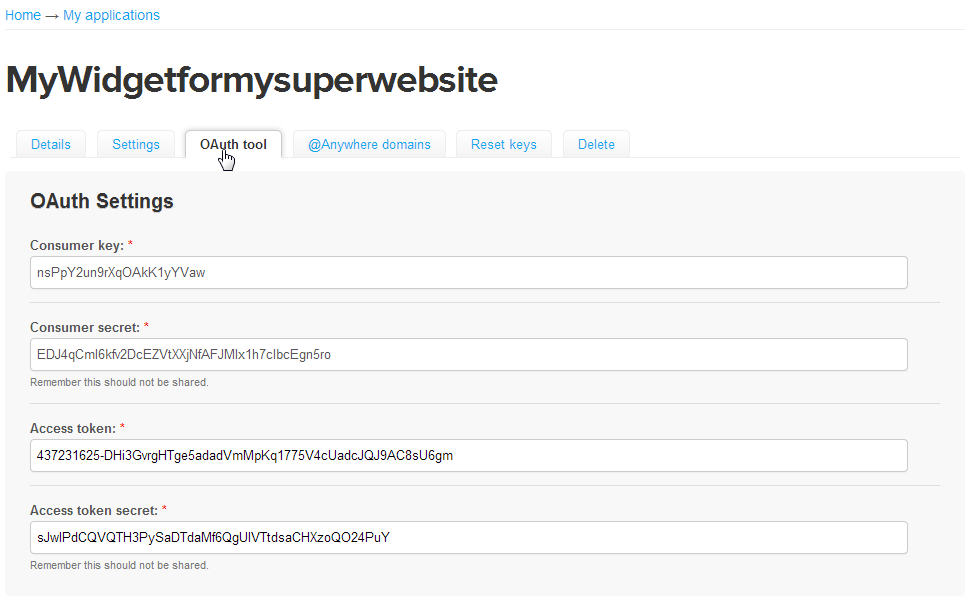 Home → My applications
MyWidgetformysuperwebsite
Details Settings OAuth tool @Anywhere domains Reset keys Delete
OAuth Settings
Consumer key: *
nsPpY2un9rXqOAkK1yYVaw
Consumer secret: *
EDJ4qCml6kfv2DcEZVtXXjNfAFJMlx1h7clbcEgn5ro
Remember this should not be shared.
Access token: *
437231625-DHi3GvrgHTge5adadVmMpKq1775V4cUadcJQJ9AC8sU6gm
Access token secret: *
sJwlPdCQVQTH3PySaDTdaMf6QgUlVTtdsaCHXzoQO24PuY
Remember this should not be shared.